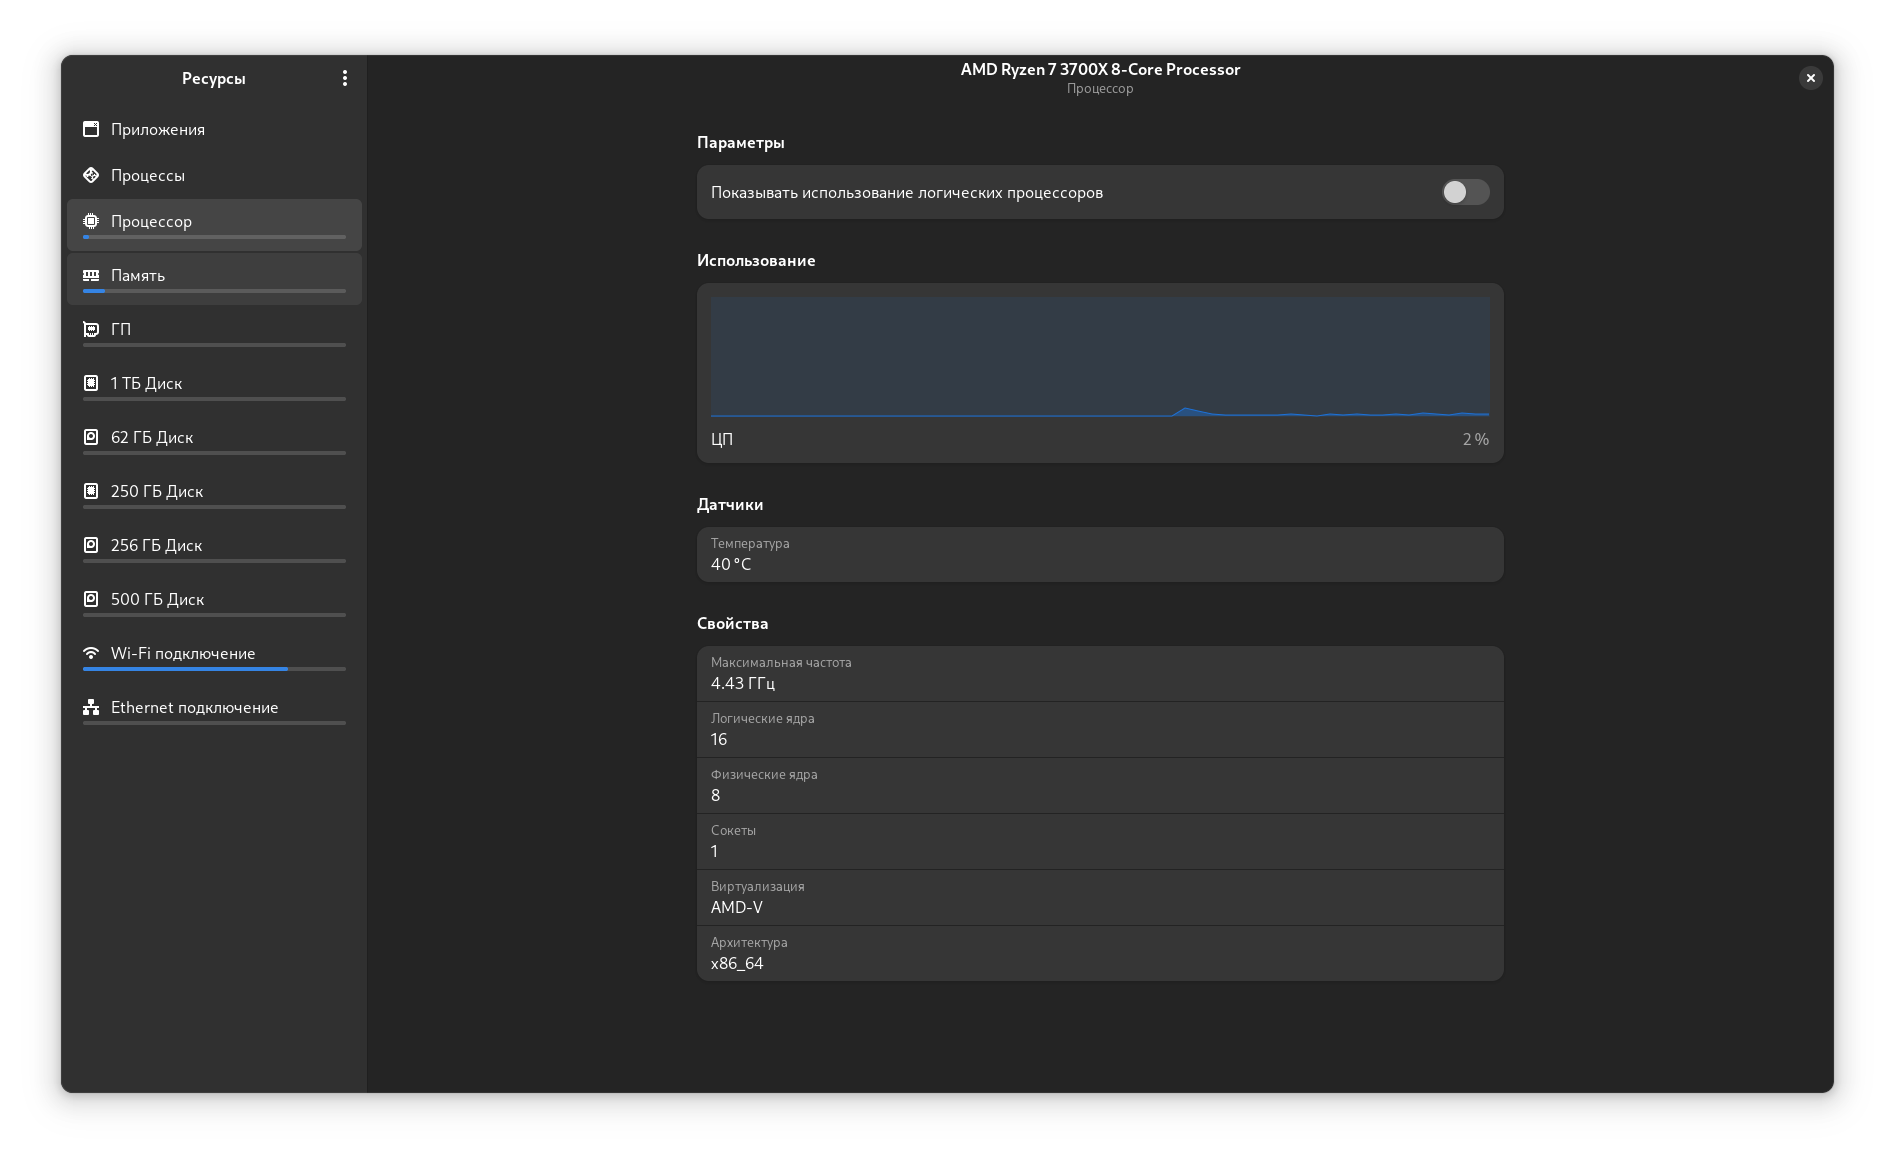 Ресурсы
Приложения
Процессы
Процессор
Память
ГП
1 ТБ Диск
62 ГБ Диск
250 ГБ Диск
256 ГБ Диск
500 ГБ Диск
Wi-Fi подключение
Ethernet подключение
AMD Ryzen 7 3700X 8-Core Processor
Процессор
Параметры
Показывать использование логических процессоров
Использование
ЦП 2 %
Датчики
Температура
40 °C
Свойства
Максимальная частота
4.43 ГГц
Логические ядра
16
Физические ядра
8
Сокеты
1
Виртуализация
AMD-V
Архитектура
x86_64